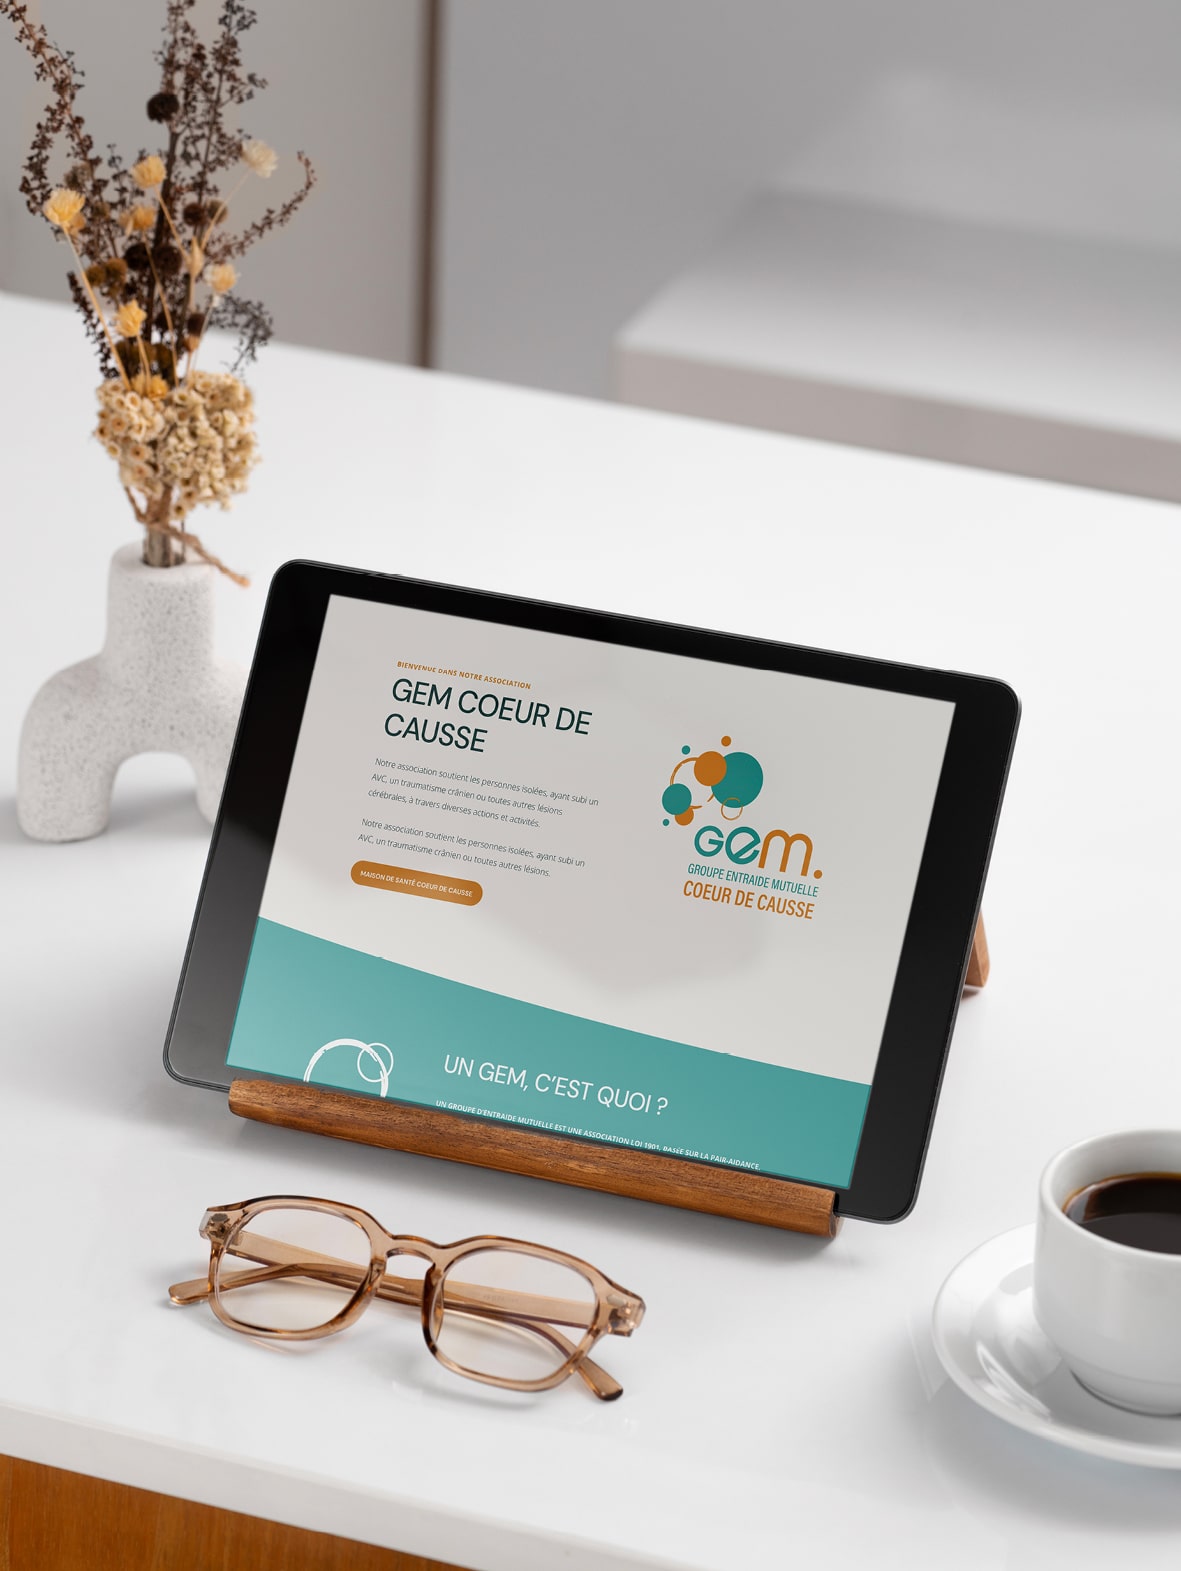 BIENVENUE DANS NOTRE ASSOCIATION
GEM COEUR DE
CAUSSE
Notre association soutient les personnes isolées, ayant subi un
AVC, un traumatisme crânien ou toutes autres lésions
cérébrales, à travers diverses actions et activités.
Notre association soutient les personnes isolées, ayant subi un
AVC, un traumatisme crânien ou toutes autres lésions.
MAISON DE SANTÉ COEUR DE CAUSSE
Gem.
GROUPE ENTRAIDE MUTUELLE
COEUR DE CAUSSE
UN GEM, C'EST QUOI ?
UN GROUPE D'ENTRAIDE MUTUELLE EST UNE ASSOCIATION LOI 1901, BASÉE SUR LA PAIR-AIDANCE.